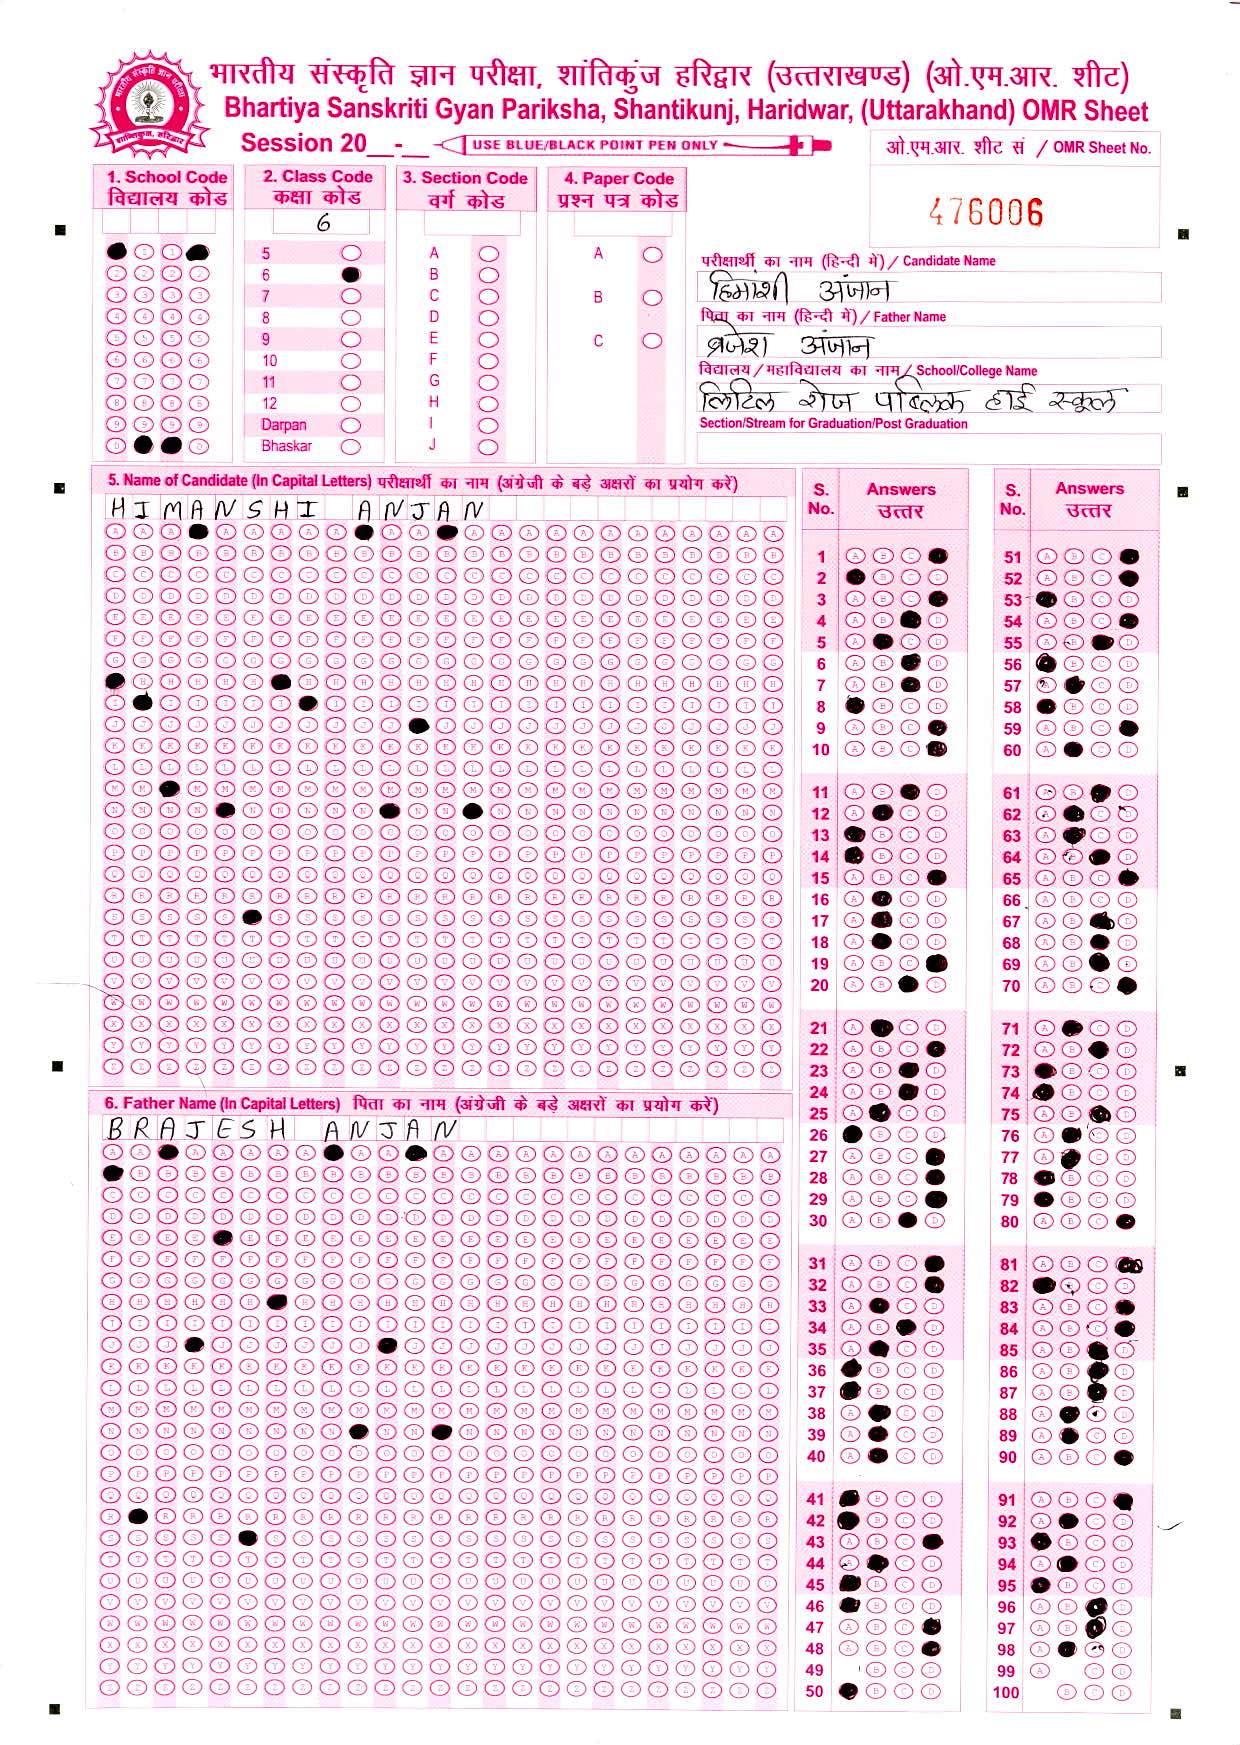 भारतीय संस्कृति ज्ञान परीक्षा, शांतिकुंज हरिद्वार (उत्तराखण्ड) (ओ.एम.आर. शीट)
Bhartiya Sanskriti Gyan Pariksha, Shantikunj, Haridwar, (Uttarakhand) OMR Sheet
Session 20__-__ USE BLUE/BLACK POINT PEN ONLY
ओ.एम.आर. शीट सं / OMR Sheet No.
476006
1. School Code
विद्यालय कोड
2. Class Code
कक्षा कोड
6
5
6
7
8
9
10
11
12
Darpan
Bhaskar
3. Section Code
वर्ग कोड
A
B
C
D
E
F
G
H
I
J
4. Paper Code
प्रश्न पत्र कोड
A
B
C
परीक्षार्थी का नाम (हिन्दी में) / Candidate Name
हिमांशी अंजान
पिता का नाम (हिन्दी में) / Father Name
ब्रजेश अंजान
विद्यालय / महाविद्यालय का नाम / School/College Name
लिटिल रोज पब्लिक हाई स्कूल
Section/Stream for Graduation/Post Graduation
5. Name of Candidate (In Capital Letters) परीक्षार्थी का नाम (अंग्रेजी के बड़े अक्षरों का प्रयोग करें)
HIMANSHI ANJAN
6. Father Name (In Capital Letters) पिता का नाम (अंग्रेजी के बड़े अक्षरों का प्रयोग करें)
BRAJESH ANJAN
S. No. Answers उत्तर
1
2
3
4
5
6
7
8
9
10
11
12
13
14
15
16
17
18
19
20
21
22
23
24
25
26
27
28
29
30
31
32
33
34
35
36
37
38
39
40
41
42
43
44
45
46
47
48
49
50
S. No. Answers उत्तर
51
52
53
54
55
56
57
58
59
60
61
62
63
64
65
66
67
68
69
70
71
72
73
74
75
76
77
78
79
80
81
82
83
84
85
86
87
88
89
90
91
92
93
94
95
96
97
98
99
100